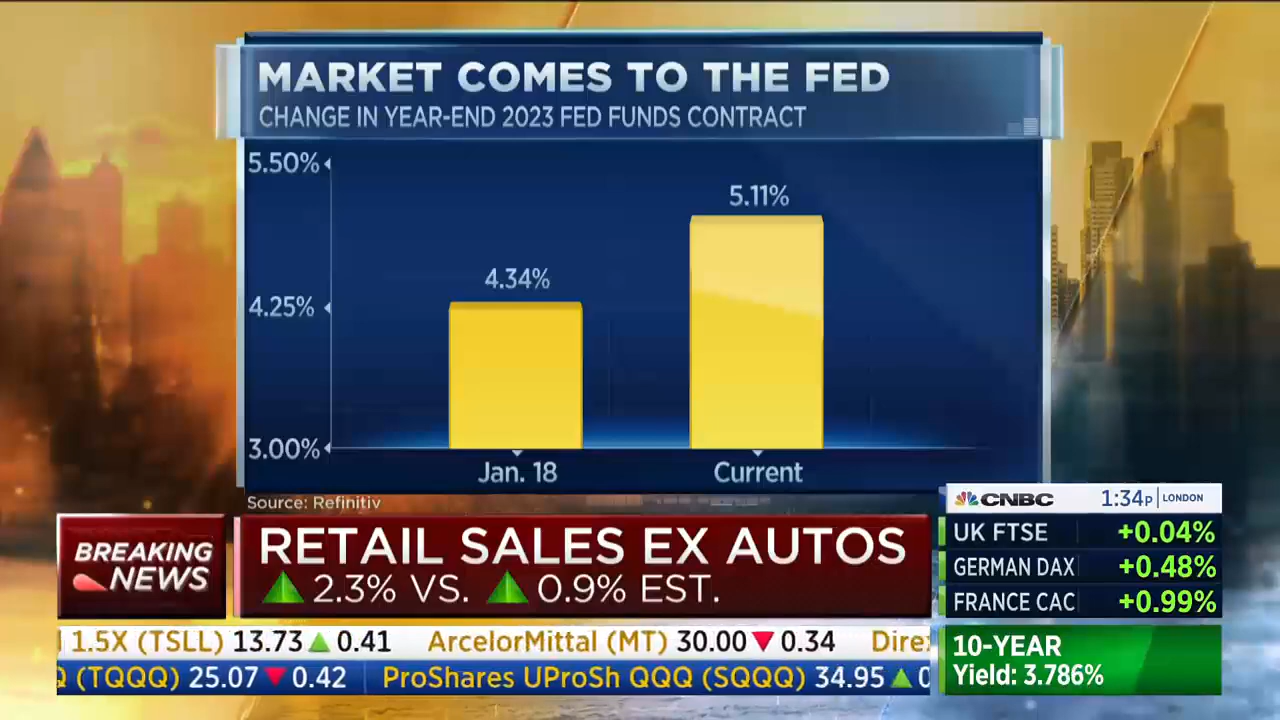 MARKET COMES TO THE FED
CHANGE IN YEAR-END 2023 FED FUNDS CONTRACT
5.50%
4.25%
3.00%
4.34%
5.11%
Jan. 18
Current
Source: Refinitiv
BREAKING NEWS
RETAIL SALES EX AUTOS
2.3% VS. 0.9% EST.
CNBC 1:34P LONDON
UK FTSE +0.04%
GERMAN DAX +0.48%
FRANCE CAC +0.99%
10-YEAR
Yield: 3.786%
1.5X (TSLL) 13.73 0.41 ArcelorMittal (MT) 30.00 0.34
(TQQQ) 25.07 0.42 ProShares UProSh QQQ (SQQQ) 34.95